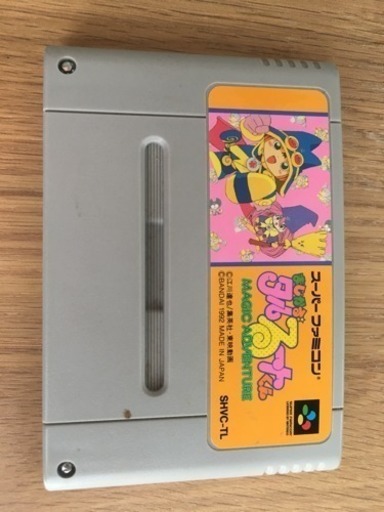 スーパーファミコン®
まじかる☆タルるートくん
MAGIC ADVENTURE
©江川達也/集英社・東映動画
©BANDAI 1992 MADE IN JAPAN
SHVC-TL